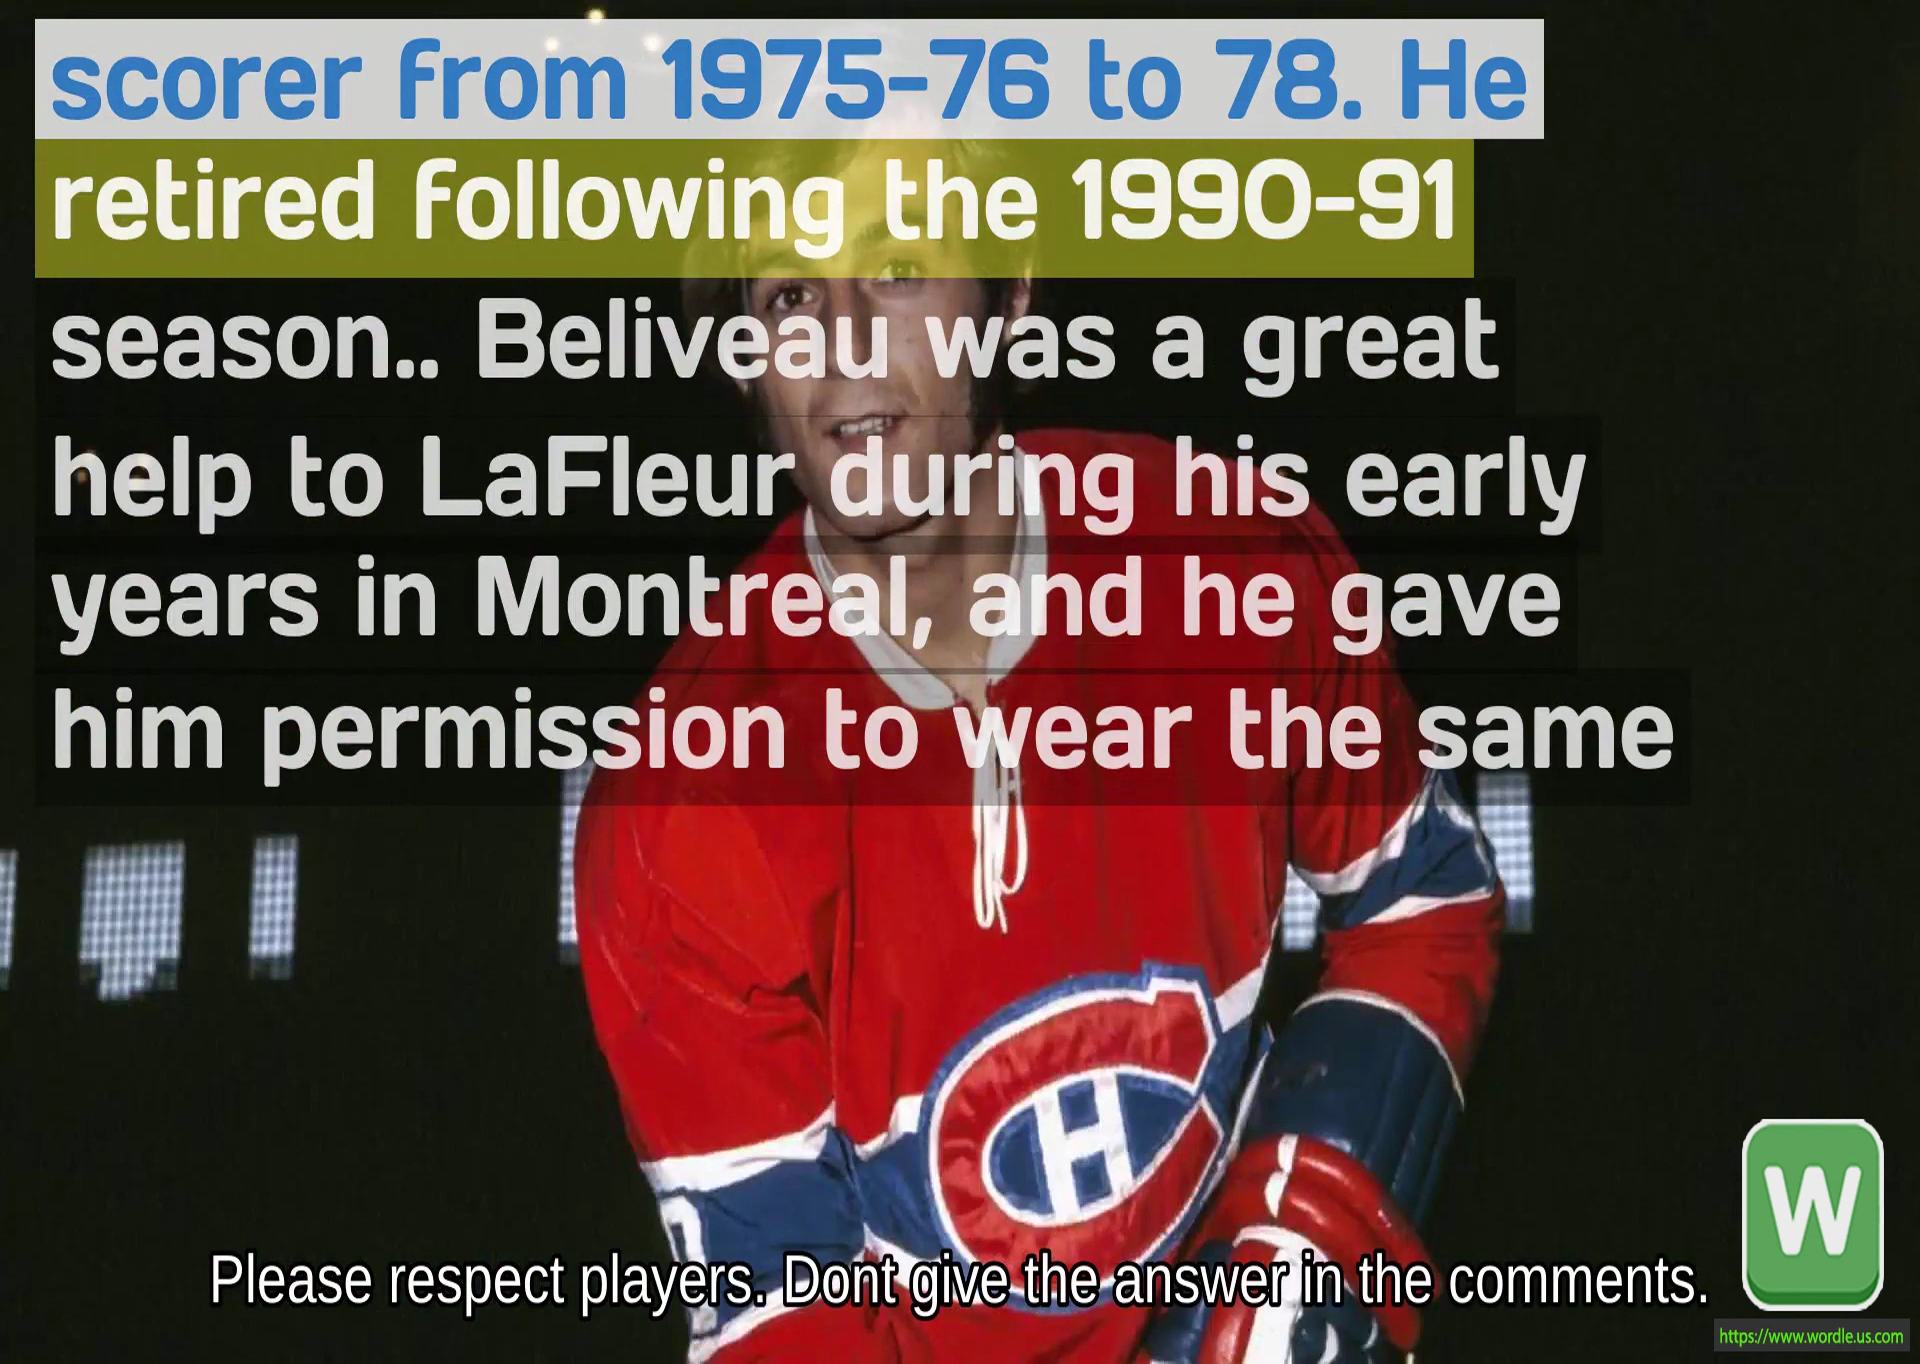 scorer from 1975-76 to 78. He
retired following the 1990-91
season.. Beliveau was a great
help to LaFleur during his early
years in Montreal, and he gave
him permission to wear the same
Please respect players. Dont give the answer in the comments.
W
https://www.wordle.us.com